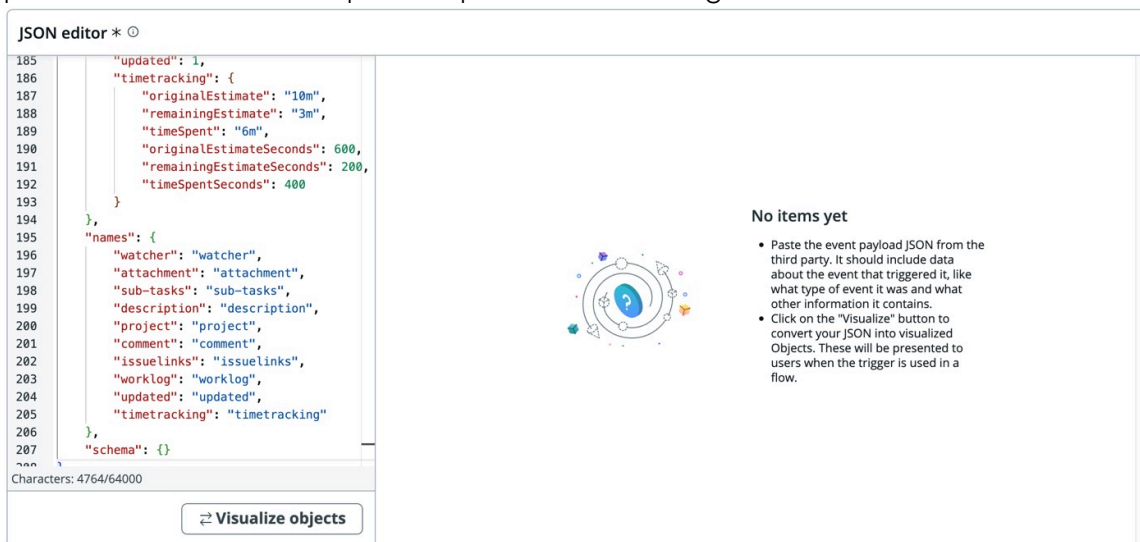 JSON editor *
185 "updated": 1,
186 "timetracking": {
187 "originalEstimate": "10m",
188 "remainingEstimate": "3m",
189 "timeSpent": "6m",
190 "originalEstimateSeconds": 600,
191 "remainingEstimateSeconds": 200,
192 "timeSpentSeconds": 400
193 }
194 },
195 "names": {
196 "watcher": "watcher",
197 "attachment": "attachment",
198 "sub-tasks": "sub-tasks",
199 "description": "description",
200 "project": "project",
201 "comment": "comment",
202 "issuelinks": "issuelinks",
203 "worklog": "worklog",
204 "updated": "updated",
205 "timetracking": "timetracking"
206 },
207 "schema": {}
208 }
Characters: 4764/64000
Visualize objects
No items yet
• Paste the event payload JSON from the
third party. It should include data
about the event that triggered it, like
what type of event it was and what
other information it contains.
• Click on the "Visualize" button to
convert your JSON into visualized
Objects. These will be presented to
users when the trigger is used in a
flow.